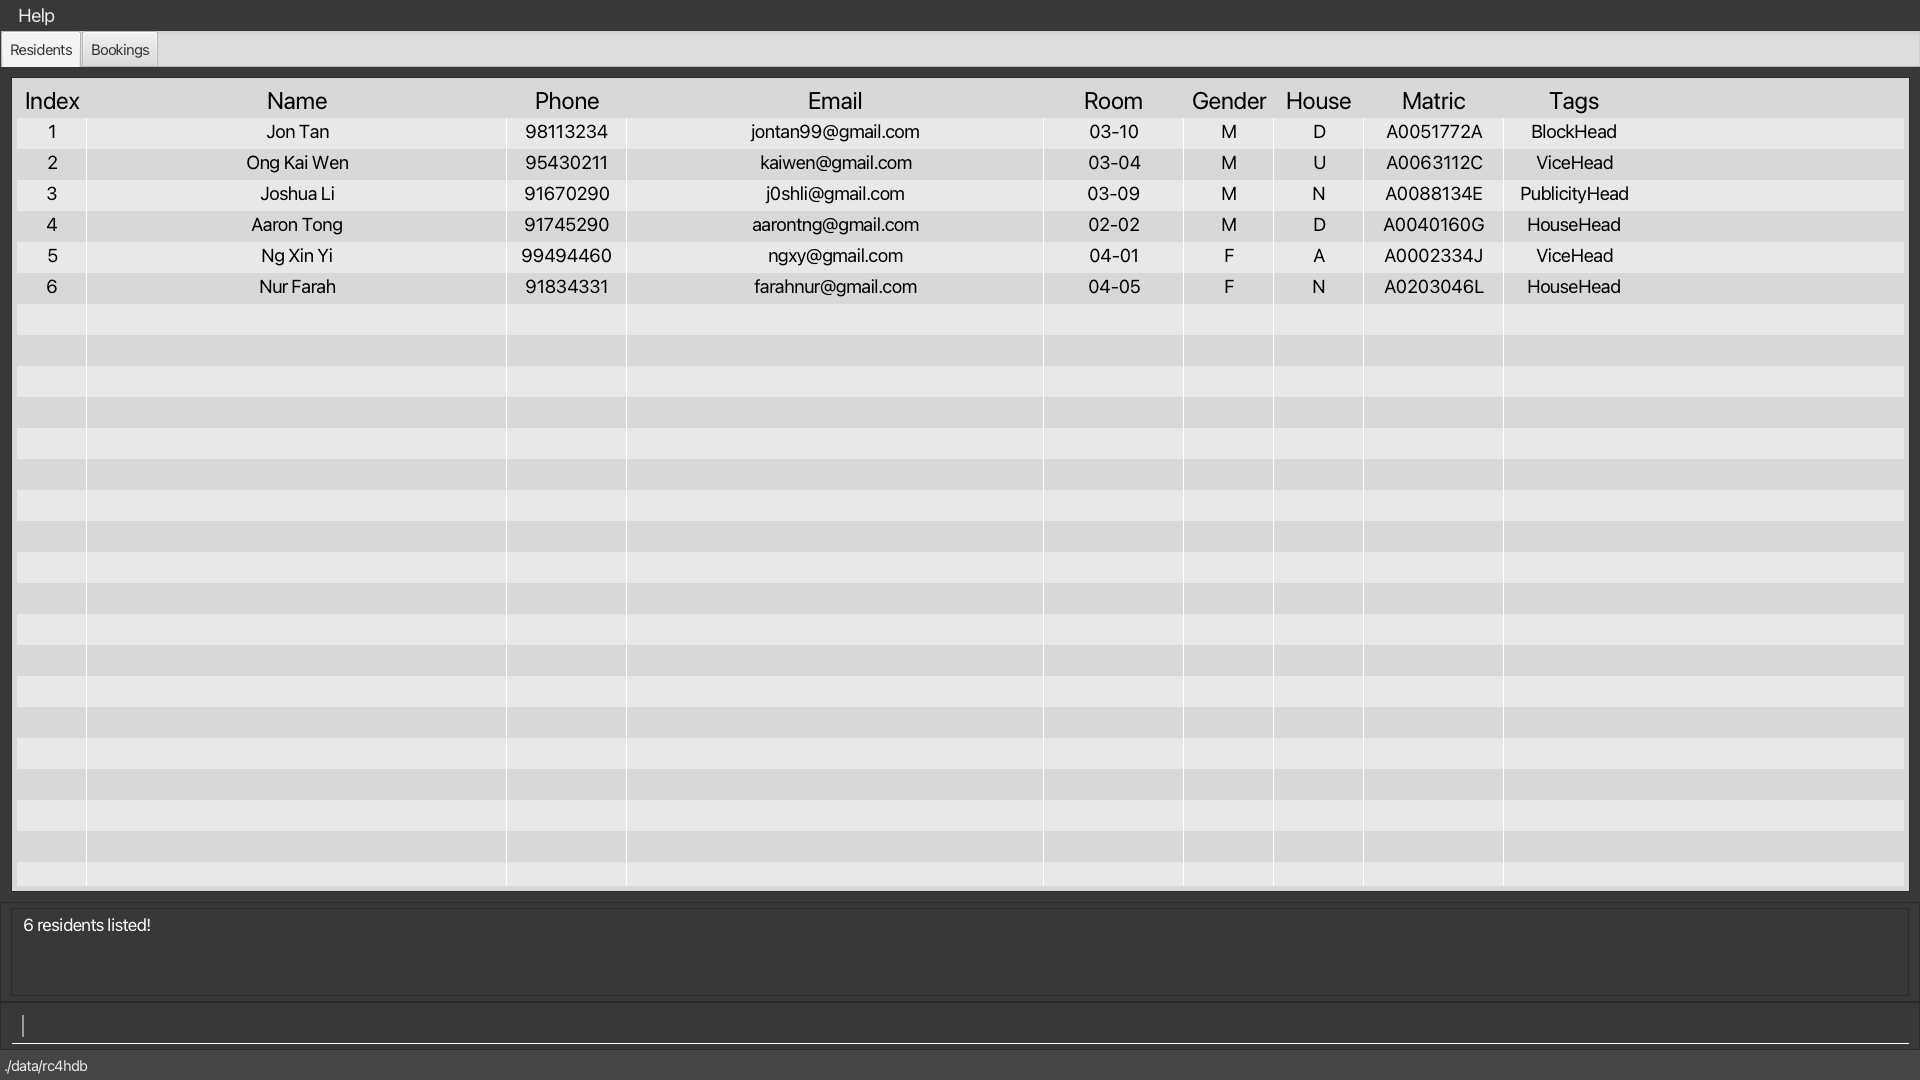 Help
Residents Bookings
Index Name Phone Email Room Gender House Matric Tags
1 Jon Tan 98113234 jontan99@gmail.com 03-10 M D A0051772A BlockHead
2 Ong Kai Wen 95430211 kaiwen@gmail.com 03-04 M U A0063112C ViceHead
3 Joshua Li 91670290 j0shli@gmail.com 03-09 M N A0088134E PublicityHead
4 Aaron Tong 91745290 aarontng@gmail.com 02-02 M D A0040160G HouseHead
5 Ng Xin Yi 99494460 ngxy@gmail.com 04-01 F A A0002334J ViceHead
6 Nur Farah 91834331 farahnur@gmail.com 04-05 F N A0203046L HouseHead
6 residents listed!
./data/rc4hdb